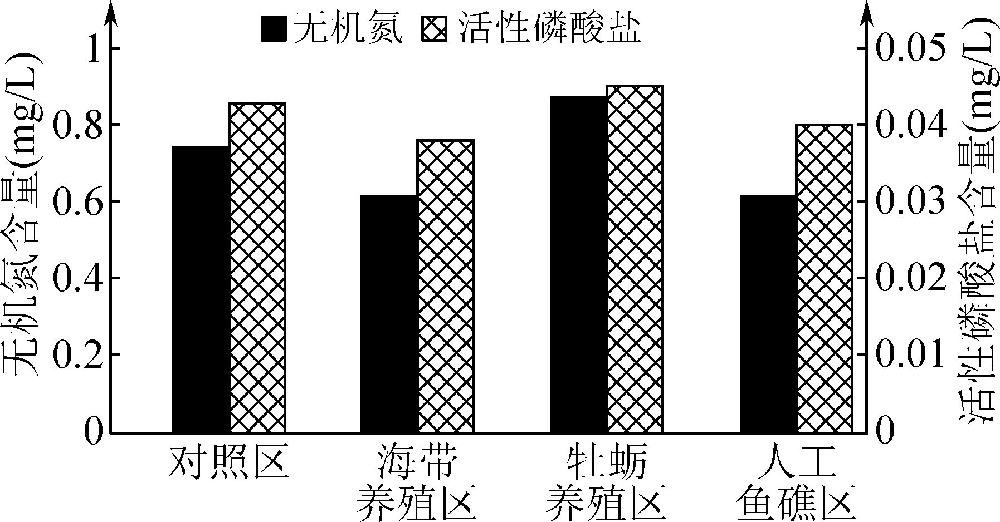 无机氮 活性磷酸盐
无机氮含量(mg/L)
1
0.8
0.6
0.4
0.2
0
活性磷酸盐含量(mg/L)
0.05
0.04
0.03
0.02
0.01
0
对照区
海带
养殖区
牡蛎
养殖区
人工
鱼礁区